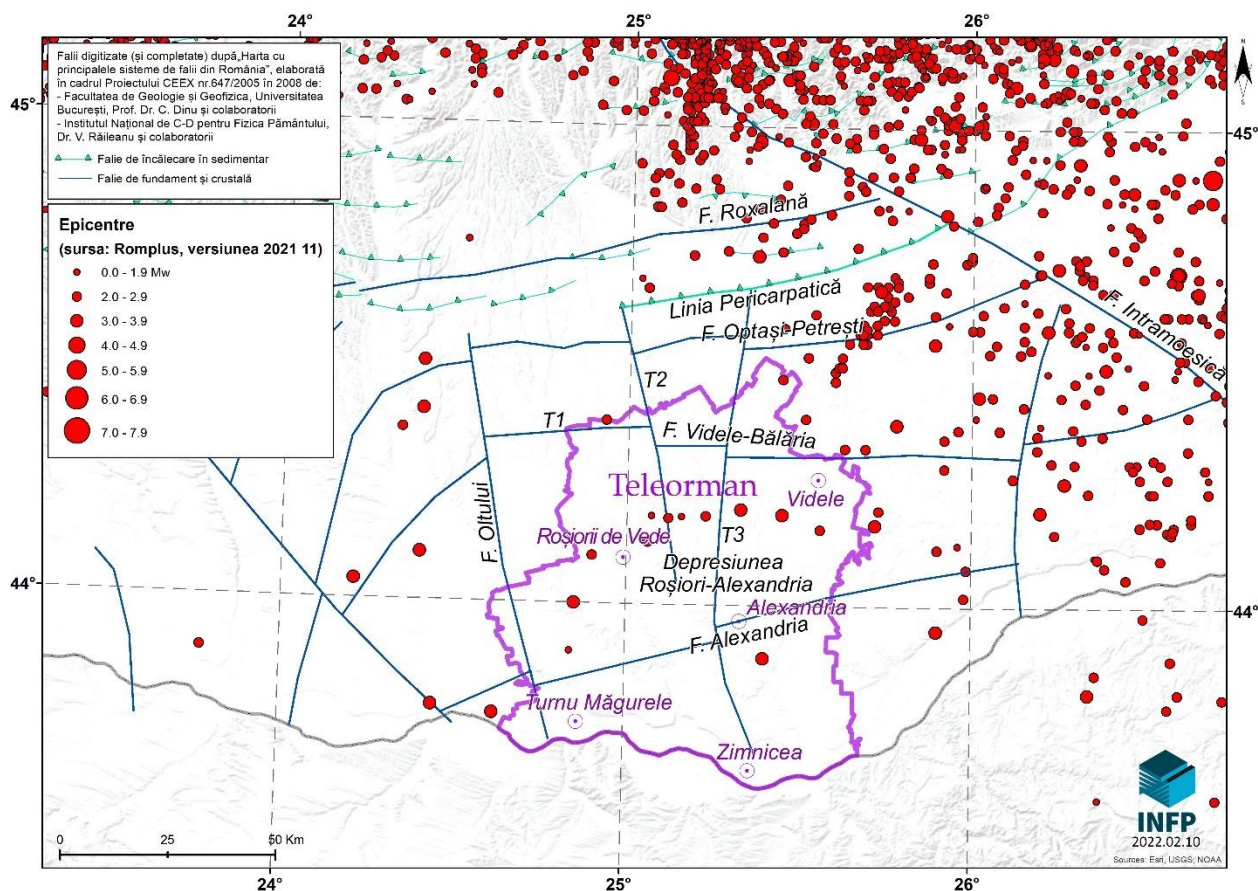 24°
25°
26°
Falii digitizate (și completate) după „Harta cu
principalele sisteme de falii din România”, elaborată
în cadrul Proiectului CEEX nr.647/2005 în 2008 de:
- Facultatea de Geologie și Geofizica, Universitatea
București, Prof. Dr. C. Dinu și colaboratorii
- Institutul Național de C-D pentru Fizica Pământului,
Dr. V. Răileanu și colaboratorii
Falie de încălecare în sedimentar
Falie de fundament și crustală
N
S
45°
45°
Epicentre
(sursa: Romplus, versiunea 2021 11)
0.0 - 1.9 Mw
2.0 - 2.9
3.0 - 3.9
4.0 - 4.9
5.0 - 5.9
6.0 - 6.9
7.0 - 7.9
F. Roxalană
Linia Pericarpatică
F. Optași-Petrești
F. Intramoesică
T2
T1
F. Videle-Bălăria
Teleorman
Videle
F. Oltului
Roșiorii de Vede
T3
Depresiunea
Roșiori-Alexandria
Alexandria
F. Alexandria
44°
44°
Turnu Măgurele
Zimnicea
0 25 50 Km
INFP
2022.02.10
Sources: Esri, USGS, NOAA
24°
25°
26°